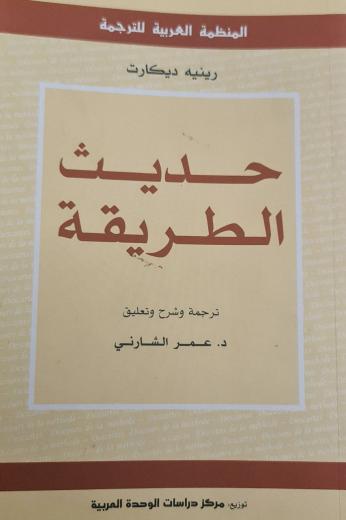 المنظمة العربية للترجمة
رينيه ديكارت
حديث
الطريقة
ترجمة وشرح وتعليق
د. عمر الشارني
توزيع: مركز دراسات الوحدة العربية